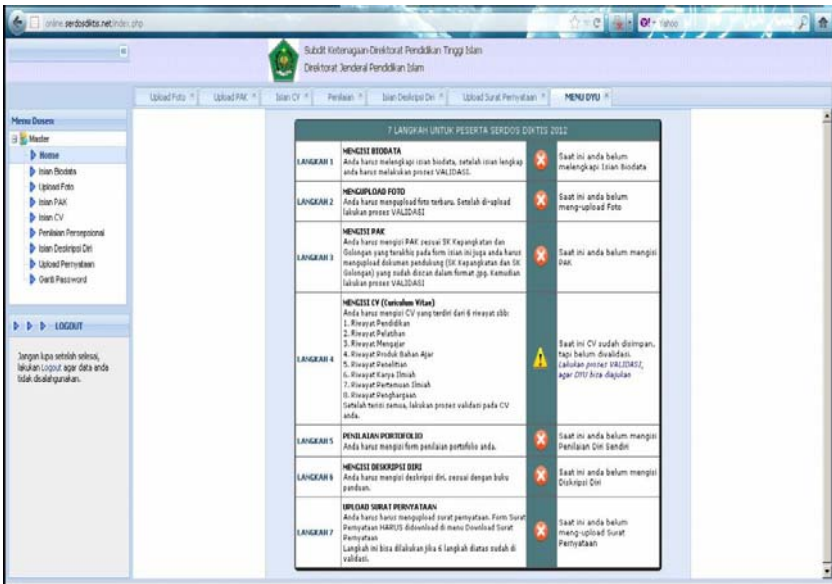 online.serdosdiktis.net/index.php
Yahoo
Subdit Ketenagaan-Direktorat Pendidikan Tinggi Islam
Direktorat Jenderal Pendidikan Islam
Upload Foto
Upload PAK
Isian CV
Penilaian
Isian Deskripsi Diri
Upload Surat Pernyataan
MENU DYU
Menu Dosen
Master
Home
Isian Biodata
Upload Foto
Isian PAK
Isian CV
Penilaian Persepsional
Isian Deskripsi Diri
Upload Pernyataan
Ganti Password
LOGOUT
Jangan lupa setelah selesai,
lakukan Logout agar data anda
tidak disalahgunakan.
7 LANGKAH UNTUK PESERTA SERDOS DIKTIS 2012
LANGKAH 1
MENGISI BIODATA
Anda harus melengkapi isian biodata, setelah isian lengkap
anda harus melakukan proses VALIDASI.
Saat ini anda belum
melengkapi Isian Biodata
LANGKAH 2
MENGUPLOAD FOTO
Anda harus mengupload foto terbaru. Setelah di-upload
lakukan proses VALIDASI
Saat ini anda belum
meng-upload Foto
LANGKAH 3
MENGISI PAK
Anda harus mengisi PAK sesuai SK Kepangkatan dan
Golongan yang terakhir, pada form isian ini juga anda harus
mengupload dokumen pendukung (SK Kepangkatan dan SK
Golongan) yang sudah discan dalam format jpg. Kemudian
lakukan proses VALIDASI
Saat ini anda belum mengisi
PAK
LANGKAH 4
MENGISI CV (Curiculum Vitae)
Anda harus mengisi CV yang terdiri dari 6 riwayat sbb:
1. Riwayat Pendidikan
2. Riwayat Pelatihan
3. Riwayat Mengajar
4. Riwayat Produk Bahan Ajar
5. Riwayat Penelitian
6. Riwayat Karya Ilmiah
7. Riwayat Pertemuan Ilmiah
8. Riwayat Penghargaan
Setelah terisi semua, lakukan proses validasi pada CV
anda.
Saat ini CV sudah disimpan,
tapi belum divalidasi.
Lakukan proses VALIDASI,
agar DYU bisa diajukan
LANGKAH 5
PENILAIAN PORTOFOLIO
Anda harus mengisi form penilaian portofolio anda.
Saat ini anda belum mengisi
Penilaian Diri Sendiri
LANGKAH 6
MENGISI DESKRIPSI DIRI
Anda harus mengisi deskripsi diri, sesuai dengan buku
panduan.
Saat ini anda belum mengisi
Diskripsi Diri
LANGKAH 7
UPLOAD SURAT PERNYATAAN
Anda harus harus mengupload surat pernyataan. Form Surat
Pernyataan HARUS didownload di menu Download Surat
Pernyataan
Langkah ini bisa dilakukan jika 6 langkah diatas sudah di
validasi.
Saat ini anda belum
meng-upload Surat
Pernyataan